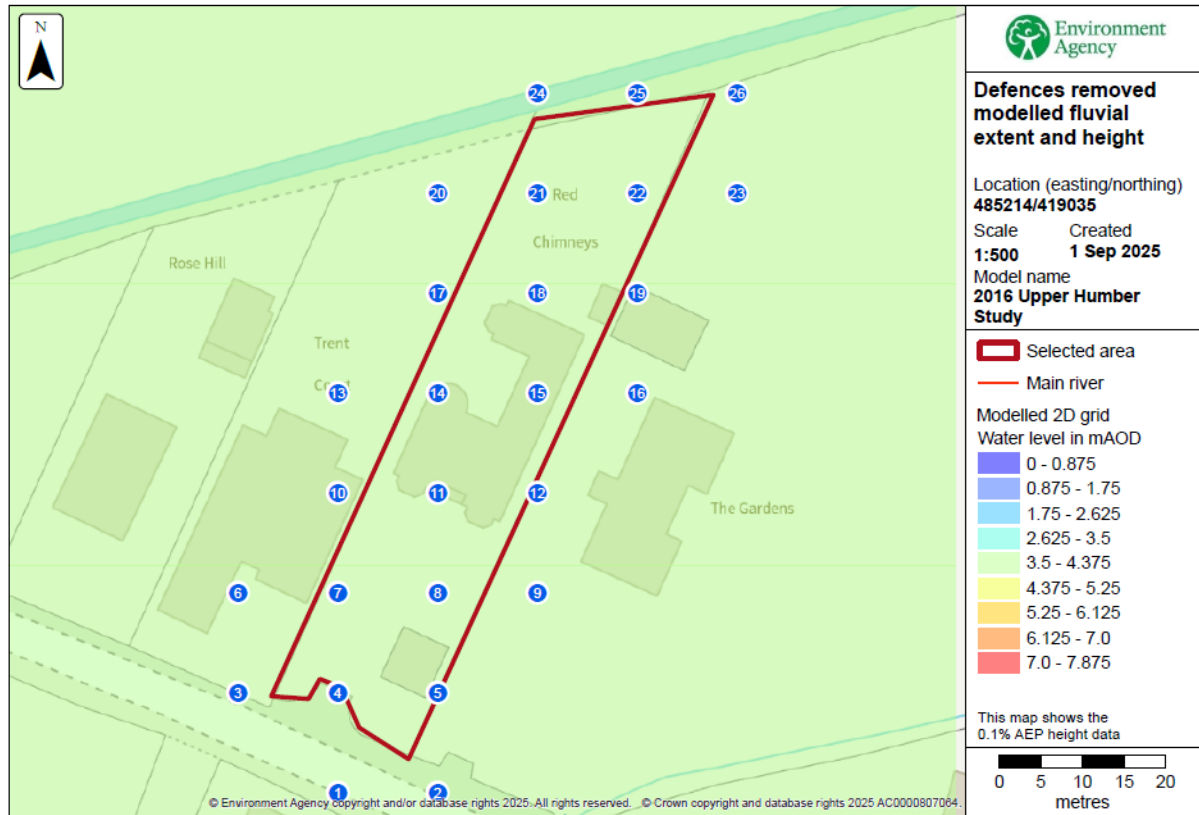 N
24
25
26
20
21
Red
22
23
Chimneys
Rose Hill
17
18
19
Trent
13
14
15
16
10
11
12
The Gardens
6
7
8
9
3
4
5
1
2
© Environment Agency copyright and/or database rights 2025. All rights reserved. © Crown copyright and database rights 2025 AC0000807064.
Environment
Agency
Defences removed
modelled fluvial
extent and height
Location (easting/northing)
485214/419035
Scale Created
1:500 1 Sep 2025
Model name
2016 Upper Humber
Study
Selected area
Main river
Modelled 2D grid
Water level in mAOD
0 - 0.875
0.875 - 1.75
1.75 - 2.625
2.625 - 3.5
3.5 - 4.375
4.375 - 5.25
5.25 - 6.125
6.125 - 7.0
7.0 - 7.875
This map shows the
0.1% AEP height data
0 5 10 15 20
metres